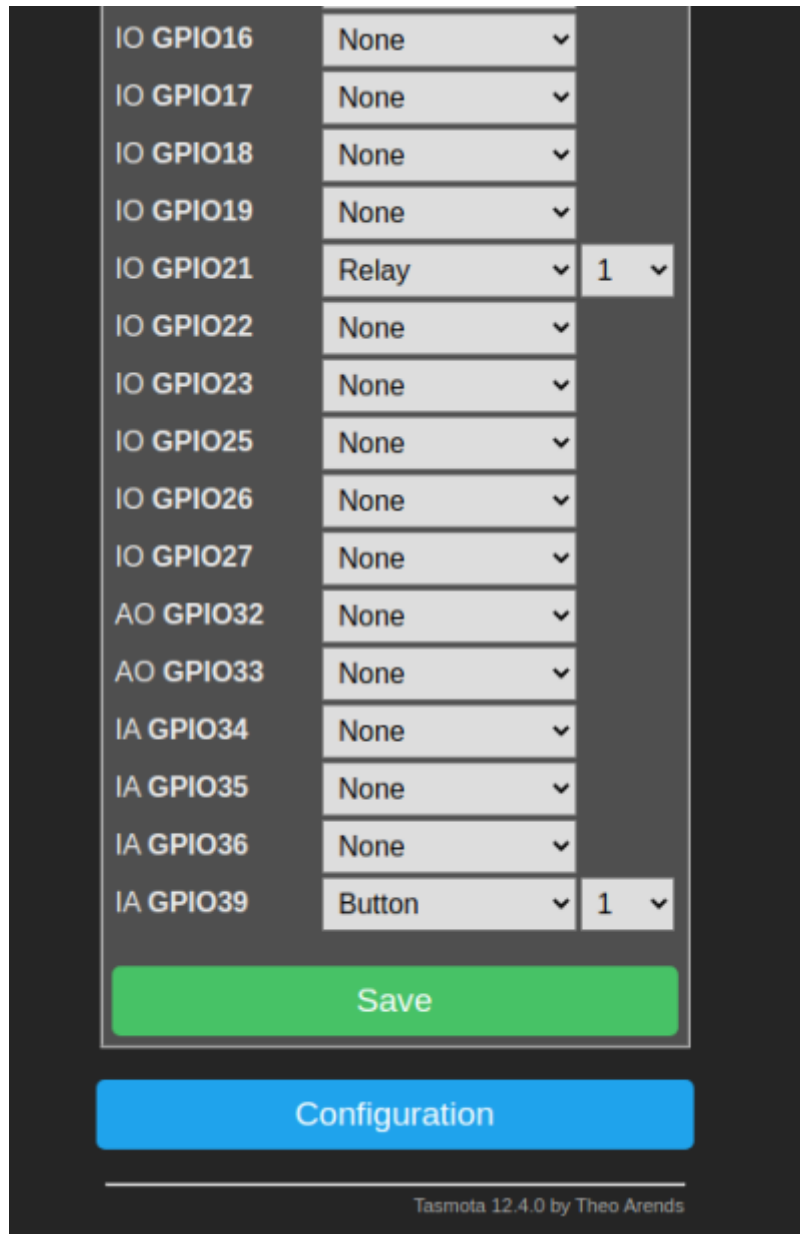 IO GPIO16 None
IO GPIO17 None
IO GPIO18 None
IO GPIO19 None
IO GPIO21 Relay 1
IO GPIO22 None
IO GPIO23 None
IO GPIO25 None
IO GPIO26 None
IO GPIO27 None
AO GPIO32 None
AO GPIO33 None
IA GPIO34 None
IA GPIO35 None
IA GPIO36 None
IA GPIO39 Button 1
Save
Configuration
Tasmota 12.4.0 by Theo Arends